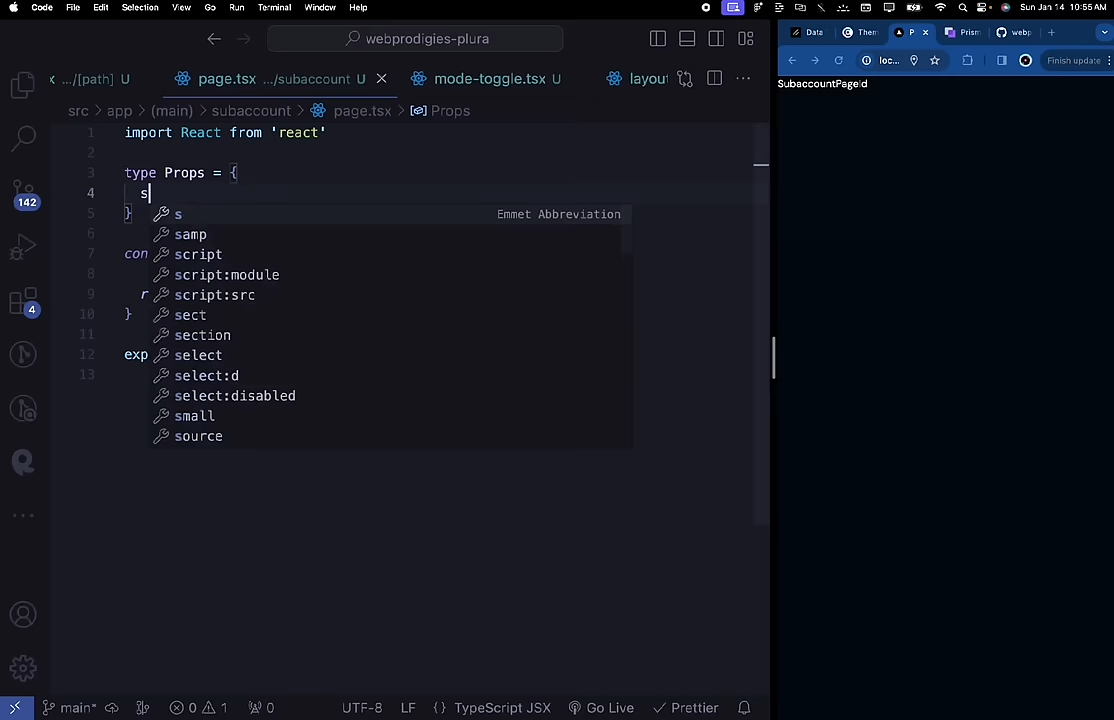 Code File Edit Selection View Go Run Terminal Window Help Sun Jan 14 10:55 AM
webprodigies-plura
Data Them P Prism webp
loc... Finish update
.../[path] U page.tsx .../subaccount U mode-toggle.tsx U layout
SubaccountPageId
src > app > (main) > subaccount > page.tsx > Props
1 import React from 'react'
2
3 type Props = {
4 s
5 }
6
7 con
8
9 r
10 }
11
12 exp
13
s Emmet Abbreviation
samp
script
script:module
script:src
sect
section
select
select:d
select:disabled
small
source
142
4
main* 0 1 0 UTF-8 LF {} TypeScript JSX Go Live Prettier